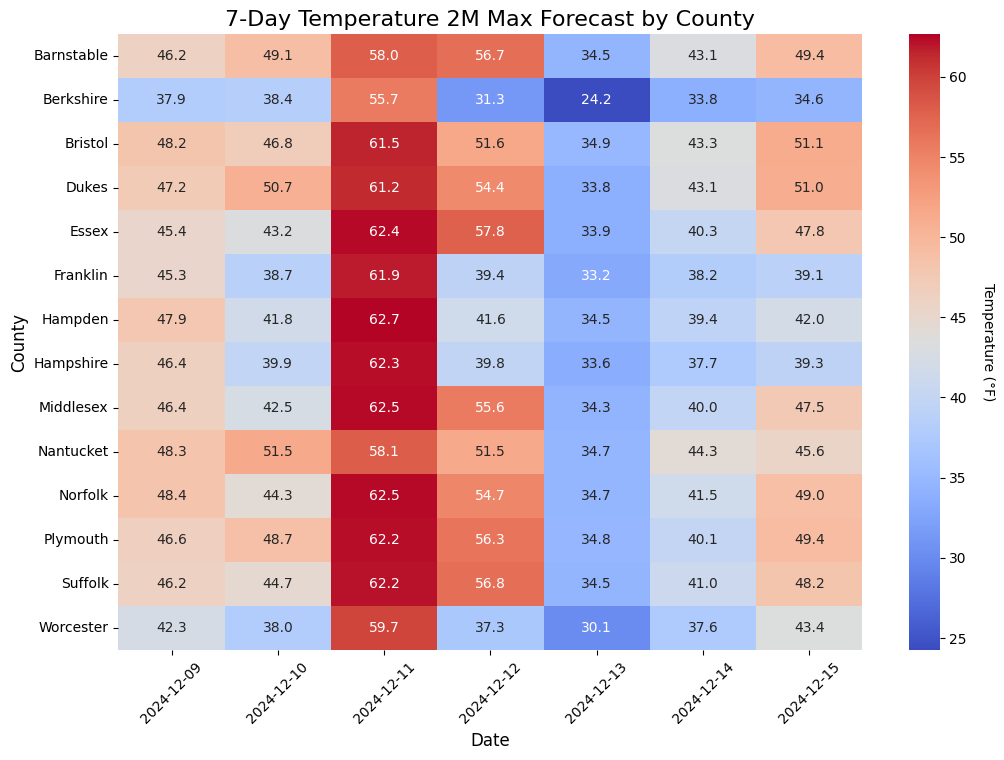 7-Day Temperature 2M Max Forecast by County
County
Barnstable 46.2 49.1 58.0 56.7 34.5 43.1 49.4
Berkshire 37.9 38.4 55.7 31.3 24.2 33.8 34.6
Bristol 48.2 46.8 61.5 51.6 34.9 43.3 51.1
Dukes 47.2 50.7 61.2 54.4 33.8 43.1 51.0
Essex 45.4 43.2 62.4 57.8 33.9 40.3 47.8
Franklin 45.3 38.7 61.9 39.4 33.2 38.2 39.1
Hampden 47.9 41.8 62.7 41.6 34.5 39.4 42.0
Hampshire 46.4 39.9 62.3 39.8 33.6 37.7 39.3
Middlesex 46.4 42.5 62.5 55.6 34.3 40.0 47.5
Nantucket 48.3 51.5 58.1 51.5 34.7 44.3 45.6
Norfolk 48.4 44.3 62.5 54.7 34.7 41.5 49.0
Plymouth 46.6 48.7 62.2 56.3 34.8 40.1 49.4
Suffolk 46.2 44.7 62.2 56.8 34.5 41.0 48.2
Worcester 42.3 38.0 59.7 37.3 30.1 37.6 43.4
2024-12-09 2024-12-10 2024-12-11 2024-12-12 2024-12-13 2024-12-14 2024-12-15
Date
60
55
50
45
40
35
30
25
Temperature (°F)